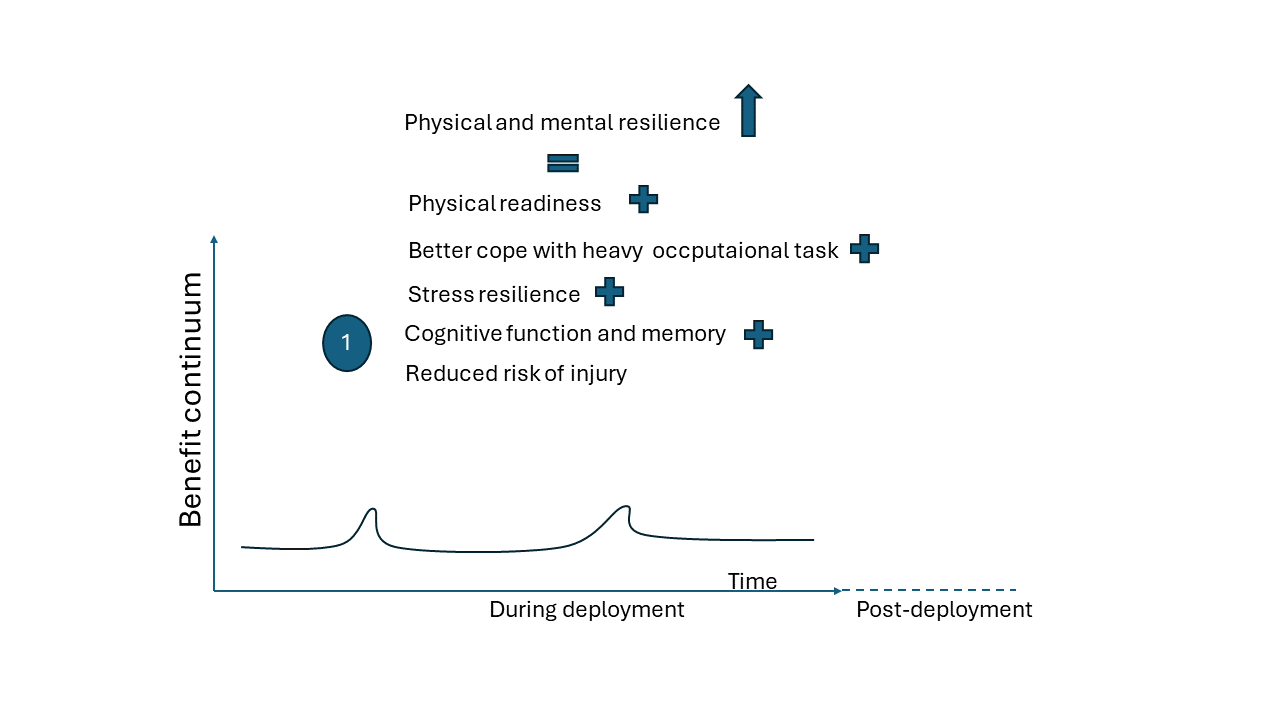 Physical and mental resilience
Physical readiness
Better cope with heavy occputaional task
Stress resilience
Cognitive function and memory
1
Reduced risk of injury
Benefit continuum
Time
During deployment
Post-deployment